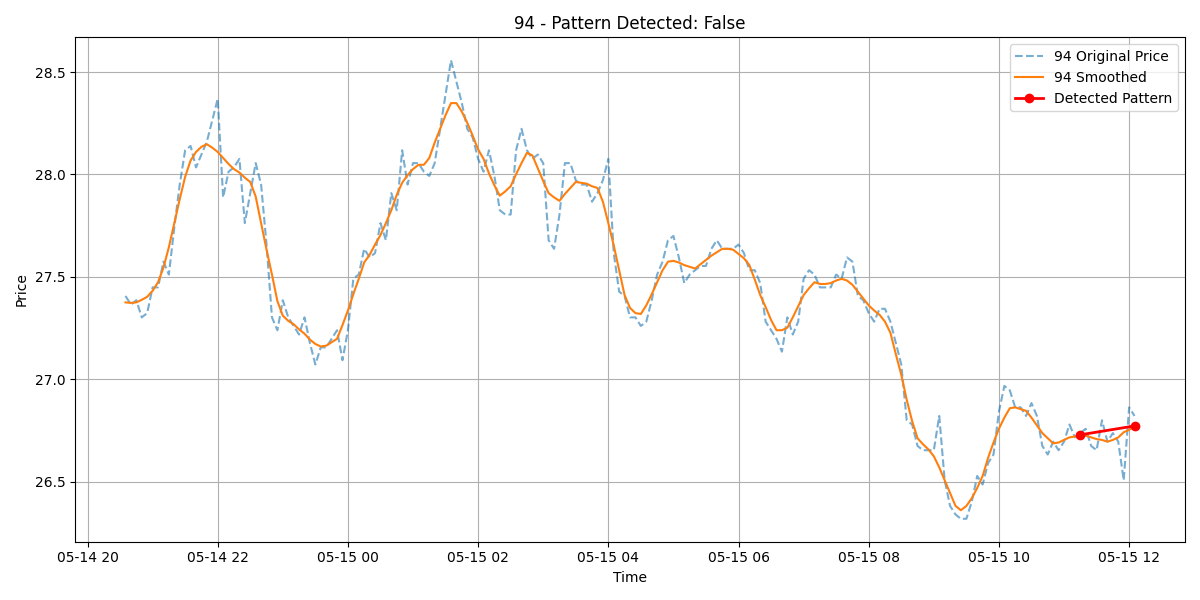 94 - Pattern Detected: False
94 Original Price
94 Smoothed
Detected Pattern
Price
28.5
28.0
27.5
27.0
26.5
05-14 20
05-14 22
05-15 00
05-15 02
05-15 04
05-15 06
05-15 08
05-15 10
05-15 12
Time